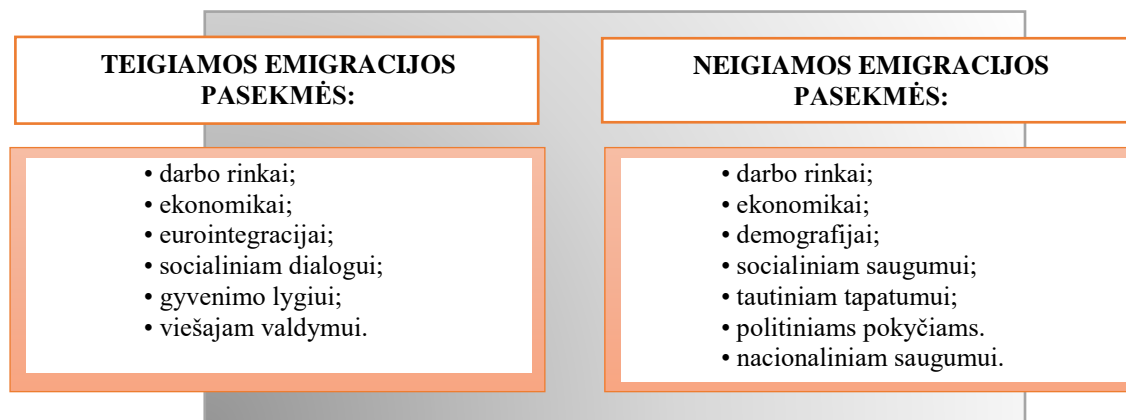 TEIGIAMOS EMIGRACIJOS
PASEKMĖS:
• darbo rinkai;
• ekonomikai;
• eurointegracijai;
• socialiniam dialogui;
• gyvenimo lygiui;
• viešajam valdymui.
NEIGIAMOS EMIGRACIJOS
PASEKMĖS:
• darbo rinkai;
• ekonomikai;
• demografijai;
• socialiniam saugumui;
• tautiniam tapatumui;
• politiniams pokyčiams.
• nacionaliniam saugumui.